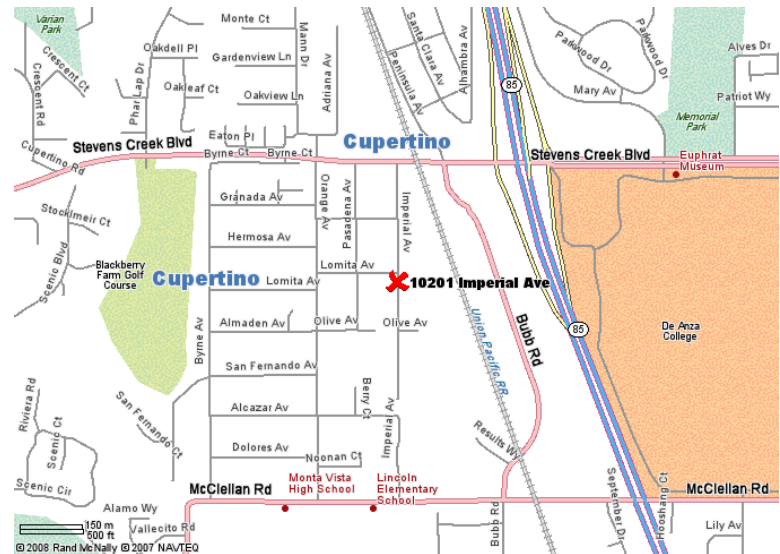 Varian
Park
Monte Ct
Oakdell Pl
Crescent Ct
Crescent Rd
Phar Lap Dr
Gardenview Ln
Oakleaf Ct
Oakview Ln
Mann Dr
Adriana Av
Santa Clara Av
Peninsula Av
Alhambra Av
85
Parkwood Dr
Parkwood Dr
Mary Av
Alves Dr
Patriot Wy
Memorial
Park
Eaton Pl
Cupertino
Stevens Creek Blvd
Byrne Ct
Byrne Ct
Stevens Creek Blvd
Cupertino Rd
Euphrat
Museum
Granada Av
Orange Av
Pasadena Av
Imperial Av
Stocklmeir Ct
Hermosa Av
Scenic Blvd
Blackberry
Farm Golf
Course
Cupertino
Lomita Av
Lomita Av
10201 Imperial Ave
Almaden Av
Olive Av
Olive Av
Union Pacific RR
Bubb Rd
85
De Anza
College
Byrne Av
San Fernando Av
Riviera Rd
Scenic Ct
San Fernando Ct
Alcazar Av
Berry Ct
Imperial Av
Dolores Av
Noonan Ct
Results Wy
Scenic Cir
McClellan Rd
Monta Vista
High School
Lincoln
Elementary
School
McClellan Rd
Alamo Wy
Vallecito Rd
Bubb Rd
September Dr
Hooshang Ct
Lily Av
150 m
500 ft
© 2008 Rand McNally © 2007 NAVTEQ